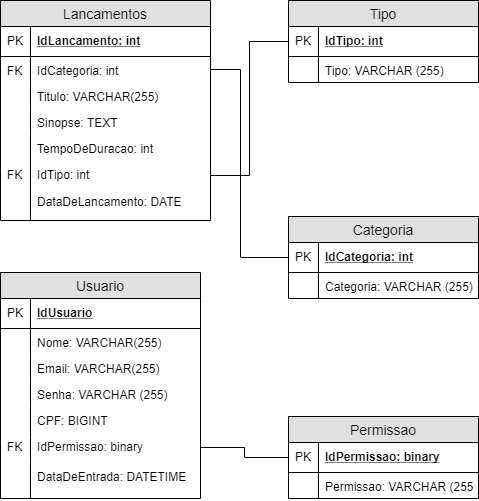 Lancamentos
PK IdLancamento: int
FK IdCategoria: int
Titulo: VARCHAR(255)
Sinopse: TEXT
TempoDeDuracao: int
FK IdTipo: int
DataDeLancamento: DATE
Tipo
PK IdTipo: int
Tipo: VARCHAR (255)
Categoria
PK IdCategoria: int
Categoria: VARCHAR (255)
Usuario
PK IdUsuario
Nome: VARCHAR(255)
Email: VARCHAR(255)
Senha: VARCHAR (255)
CPF: BIGINT
FK IdPermissao: binary
DataDeEntrada: DATETIME
Permissao
PK IdPermissao: binary
Permissao: VARCHAR (255